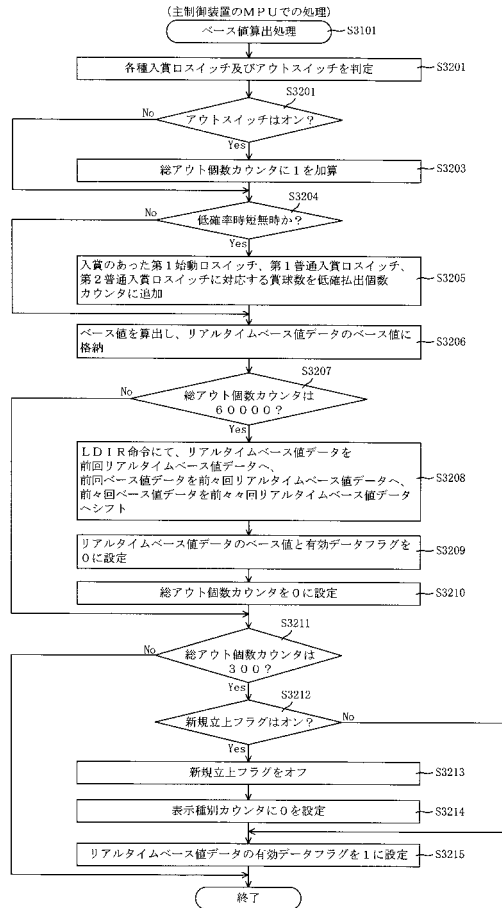 (主制御装置のMPUでの処理)
ベース値算出処理
S3101
各種入賞口スイッチ及びアウトスイッチを判定
S3201
S3201
アウトスイッチはオン?
No
Yes
総アウト個数カウンタに1を加算
S3203
S3204
低確率時短無時か?
No
Yes
入賞のあった第1始動口スイッチ、第1普通入賞口スイッチ、
第2普通入賞口スイッチに対応する賞球数を低確払出個数
カウンタに追加
S3205
ベース値を算出し、リアルタイムベース値データのベース値に
格納
S3206
S3207
総アウト個数カウンタは
60000?
No
Yes
LDIR命令にて、リアルタイムベース値データを
前回リアルタイムベース値データへ、
前回ベース値データを前々回リアルタイムベース値データへ、
前々回ベース値データを前々々回リアルタイムベース値データ
へシフト
S3208
リアルタイムベース値データのベース値と有効データフラグを
0に設定
S3209
総アウト個数カウンタを0に設定
S3210
S3211
総アウト個数カウンタは
300?
No
Yes
S3212
新規立上フラグはオン?
No
Yes
新規立上フラグをオフ
S3213
表示種別カウンタに0を設定
S3214
リアルタイムベース値データの有効データフラグを1に設定
S3215
終了